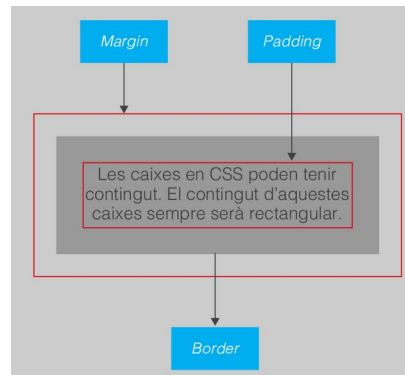 Margin
Padding
Les caixes en CSS poden tenir
contingut. El contingut d'aquestes
caixes sempre serà rectangular.
Border